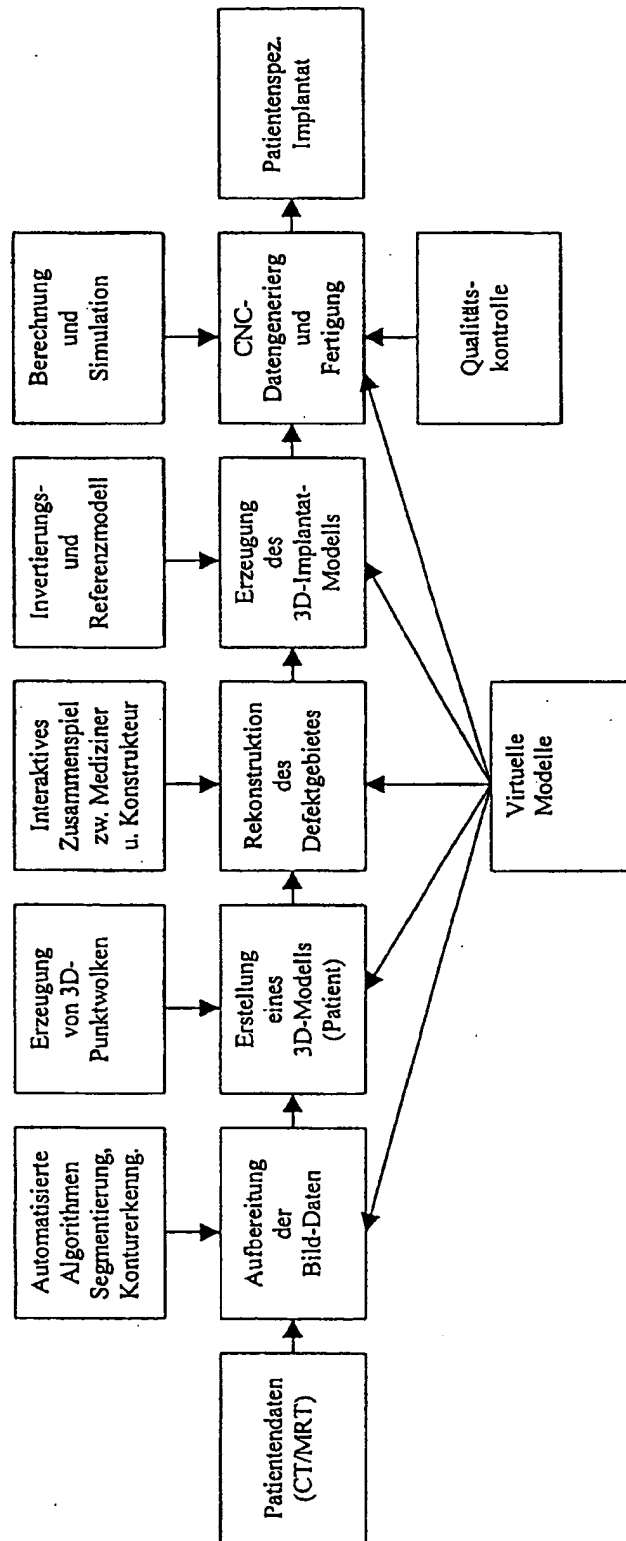 Automatisierte
Algorithmen
Segmentierung,
Konturerkenng.
Erzeugung
von 3D-
Punktwolken
Interaktives
Zusammenspiel
zw. Mediziner
u. Konstrukteur
Invertierungs-
und
Referenzmodell
Berechnung
und
Simulation
Patientendaten
(CT/MRT)
Aufbereitung
der
Bild-Daten
Erstellung
eines
3D-Modells
(Patient)
Rekonstruktion
des
Defektgebietes
Erzeugung
des
3D-Implantat-
Modells
CNC-
Datengenerierg
und
Fertigung
Patientenspez.
Implantat
Virtuelle
Modelle
Qualitäts-
kontrolle